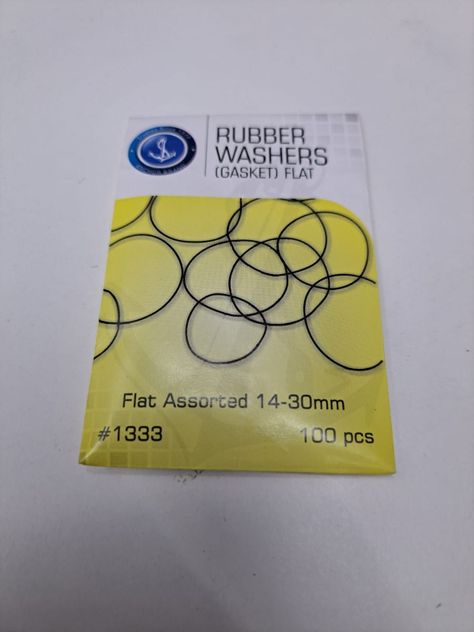 RUBBER
WASHERS
(GASKET) FLAT
Flat Assorted 14-30mm
#1333 100 pcs